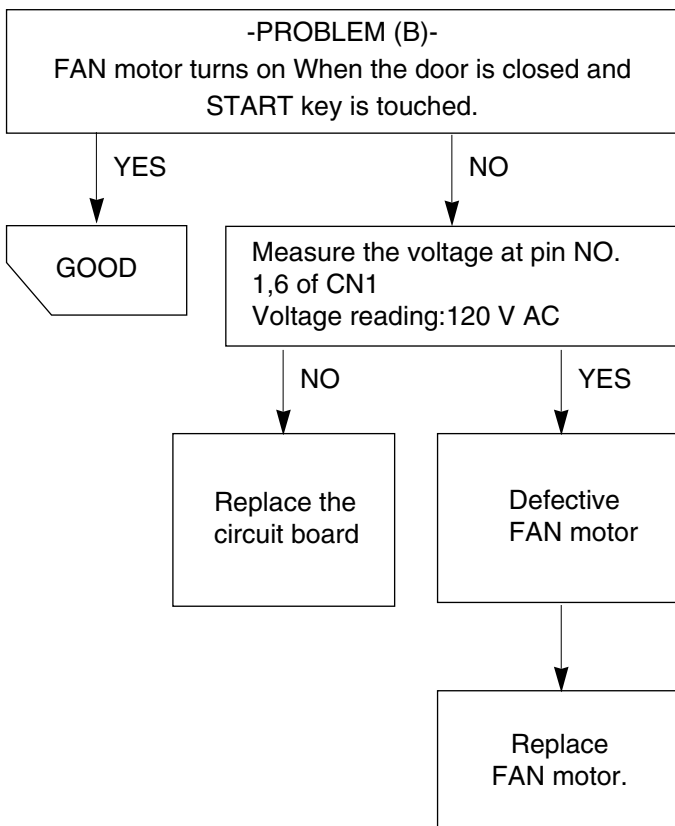 -PROBLEM (B)-
FAN motor turns on When the door is closed and
START key is touched.
YES
NO
GOOD
Measure the voltage at pin NO.
1,6 of CN1
Voltage reading:120 V AC
NO
YES
Replace the
circuit board
Defective
FAN motor
Replace
FAN motor.